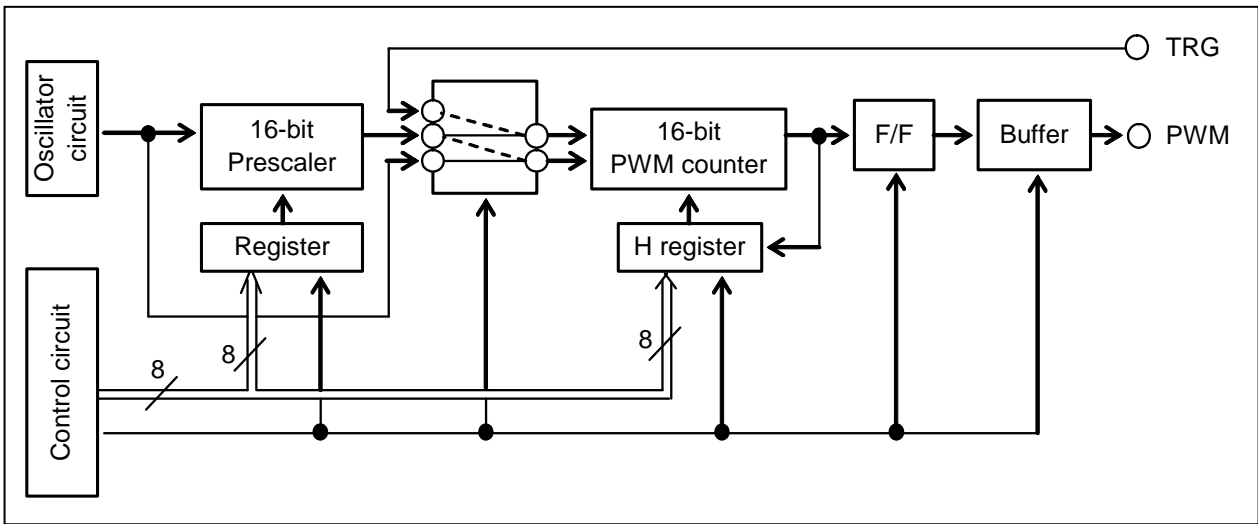 TRG
Oscillator
circuit
16-bit
Prescaler
16-bit
PWM counter
F/F
Buffer
PWM
Register
H register
Control circuit
8
8
8